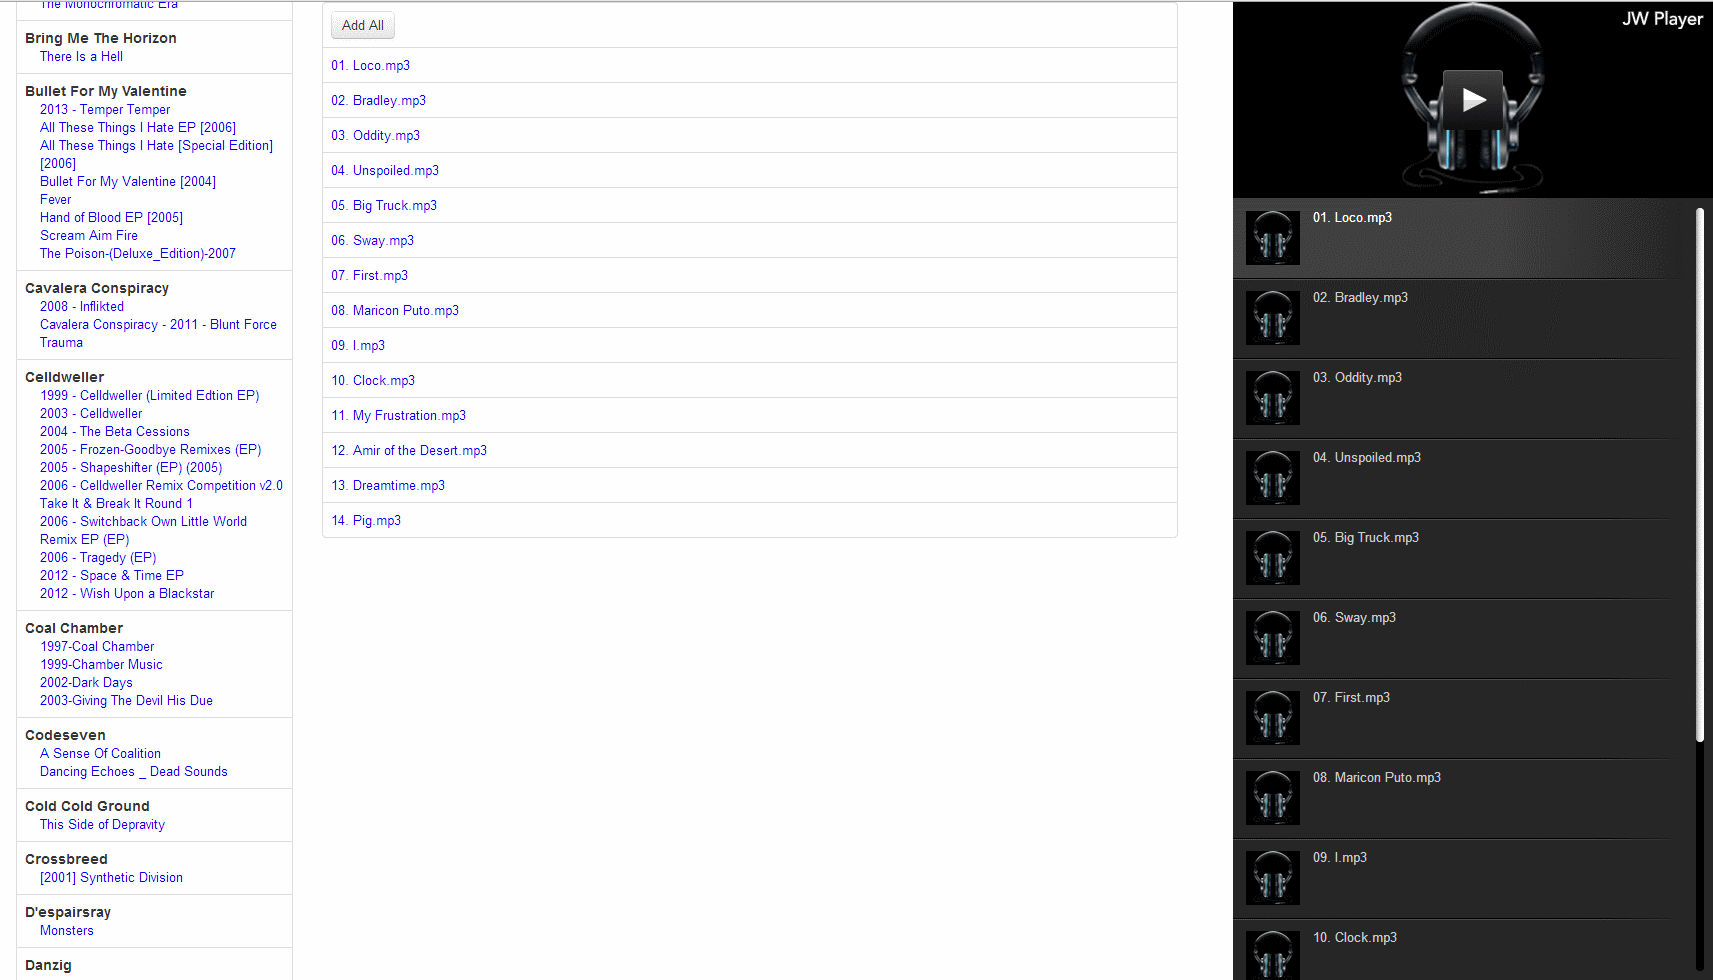 The Monochromatic Era
Bring Me The Horizon
There Is a Hell
Bullet For My Valentine
2013 - Temper Temper
All These Things I Hate EP [2006]
All These Things I Hate [Special Edition]
[2006]
Bullet For My Valentine [2004]
Fever
Hand of Blood EP [2005]
Scream Aim Fire
The Poison-(Deluxe_Edition)-2007
Cavalera Conspiracy
2008 - Inflikted
Cavalera Conspiracy - 2011 - Blunt Force
Trauma
Celldweller
1999 - Celldweller (Limited Edtion EP)
2003 - Celldweller
2004 - The Beta Cessions
2005 - Frozen-Goodbye Remixes (EP)
2005 - Shapeshifter (EP) (2005)
2006 - Celldweller Remix Competition v2.0
Take It & Break It Round 1
2006 - Switchback Own Little World
Remix EP (EP)
2006 - Tragedy (EP)
2012 - Space & Time EP
2012 - Wish Upon a Blackstar
Coal Chamber
1997-Coal Chamber
1999-Chamber Music
2002-Dark Days
2003-Giving The Devil His Due
Codeseven
A Sense Of Coalition
Dancing Echoes _ Dead Sounds
Cold Cold Ground
This Side of Depravity
Crossbreed
[2001] Synthetic Division
D'espairsray
Monsters
Danzig
Add All
01. Loco.mp3
02. Bradley.mp3
03. Oddity.mp3
04. Unspoiled.mp3
05. Big Truck.mp3
06. Sway.mp3
07. First.mp3
08. Maricon Puto.mp3
09. I.mp3
10. Clock.mp3
11. My Frustration.mp3
12. Amir of the Desert.mp3
13. Dreamtime.mp3
14. Pig.mp3
JW Player
01. Loco.mp3
02. Bradley.mp3
03. Oddity.mp3
04. Unspoiled.mp3
05. Big Truck.mp3
06. Sway.mp3
07. First.mp3
08. Maricon Puto.mp3
09. I.mp3
10. Clock.mp3